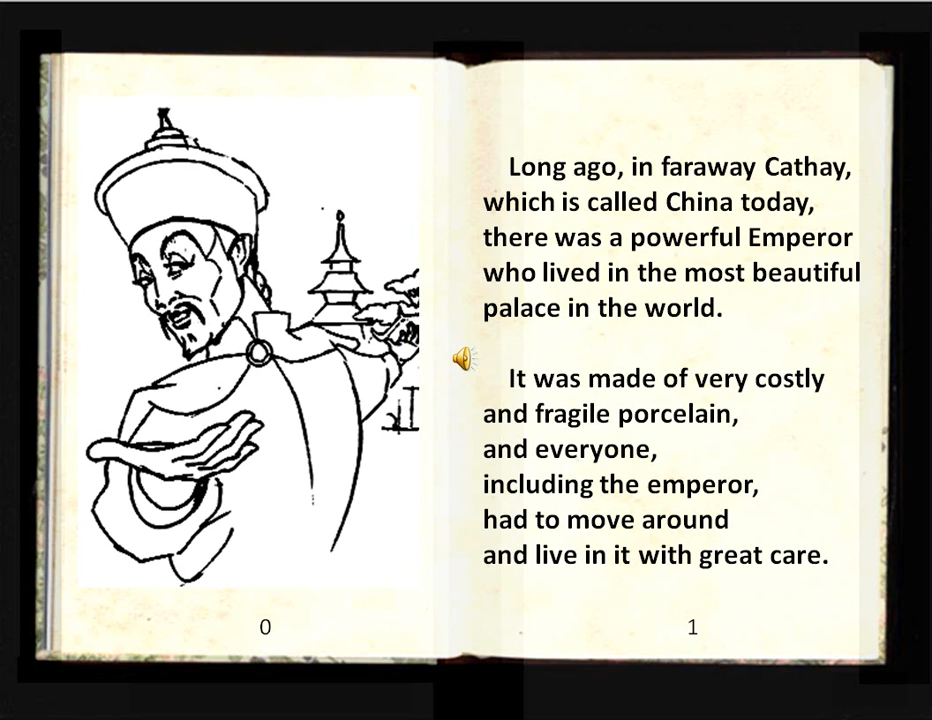 Long ago, in faraway Cathay,
which is called China today,
there was a powerful Emperor
who lived in the most beautiful
palace in the world.
It was made of very costly
and fragile porcelain,
and everyone,
including the emperor,
had to move around
and live in it with great care.
0
1